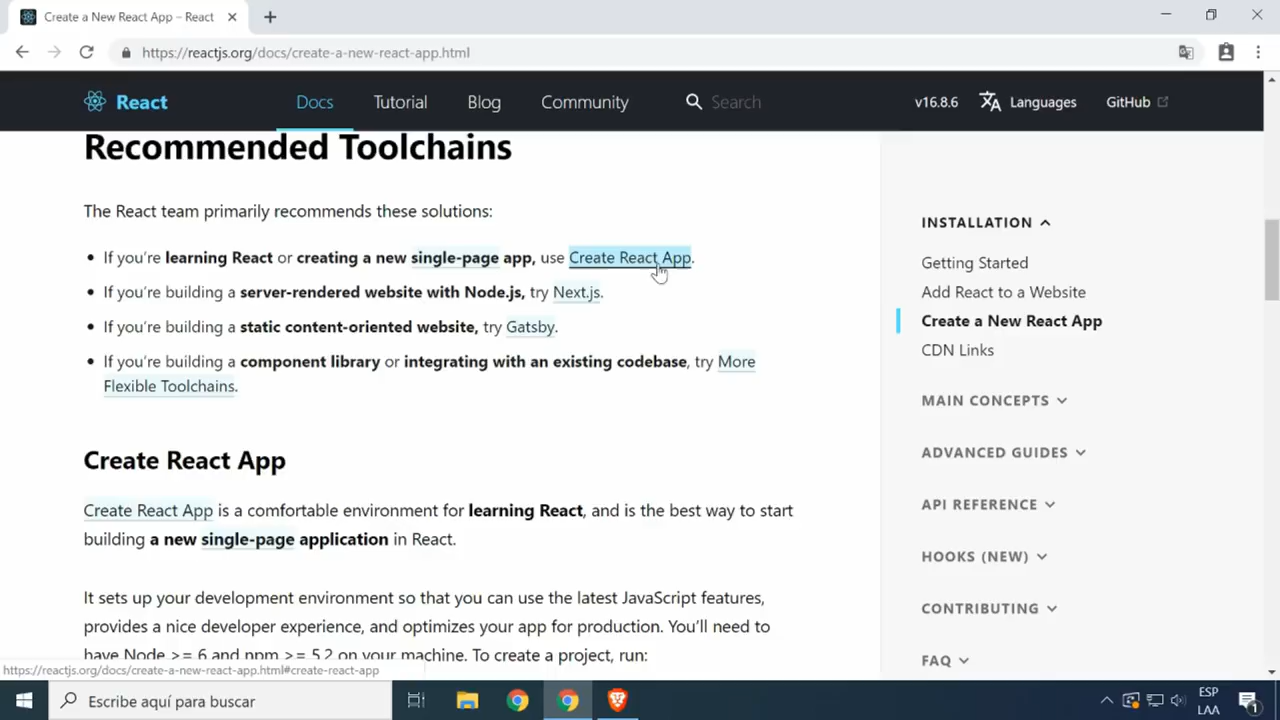 Create a New React App – React
https://reactjs.org/docs/create-a-new-react-app.html
React
Docs
Tutorial
Blog
Community
Search
v16.8.6
Languages
GitHub
Recommended Toolchains
The React team primarily recommends these solutions:
If you’re learning React or creating a new single-page app, use Create React App.
If you’re building a server-rendered website with Node.js, try Next.js.
If you’re building a static content-oriented website, try Gatsby.
If you’re building a component library or integrating with an existing codebase, try More
Flexible Toolchains.
Create React App
Create React App is a comfortable environment for learning React, and is the best way to start
building a new single-page application in React.
It sets up your development environment so that you can use the latest JavaScript features,
provides a nice developer experience, and optimizes your app for production. You’ll need to
have Node >= 6 and npm >= 5.2 on your machine. To create a project, run:
INSTALLATION
Getting Started
Add React to a Website
Create a New React App
CDN Links
MAIN CONCEPTS
ADVANCED GUIDES
API REFERENCE
HOOKS (NEW)
CONTRIBUTING
FAQ
https://reactjs.org/docs/create-a-new-react-app.html#create-react-app
Escribe aquí para buscar
ESP
LAA
1